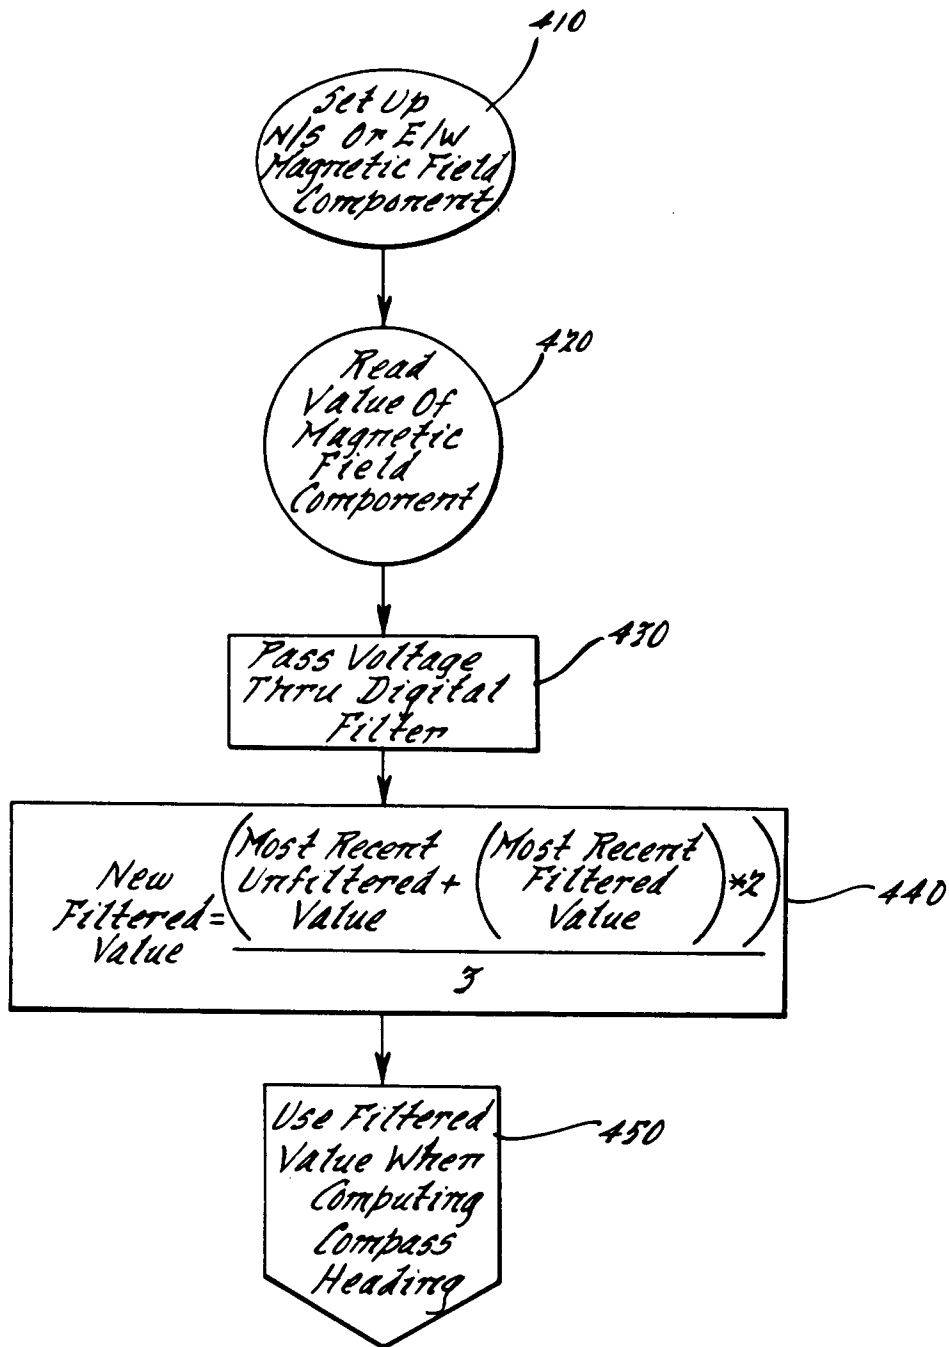 410
Set Up
N/S Or E/W
Magnetic Field
Component
420
Read
Value Of
Magnetic
Field
Component
430
Pass Voltage
Thru Digital
Filter
New Filtered Value = ((Most Recent Unfiltered Value + (Most Recent Filtered Value) *2)) / 3
440
Use Filtered
Value When
Computing
Compass
Heading
450